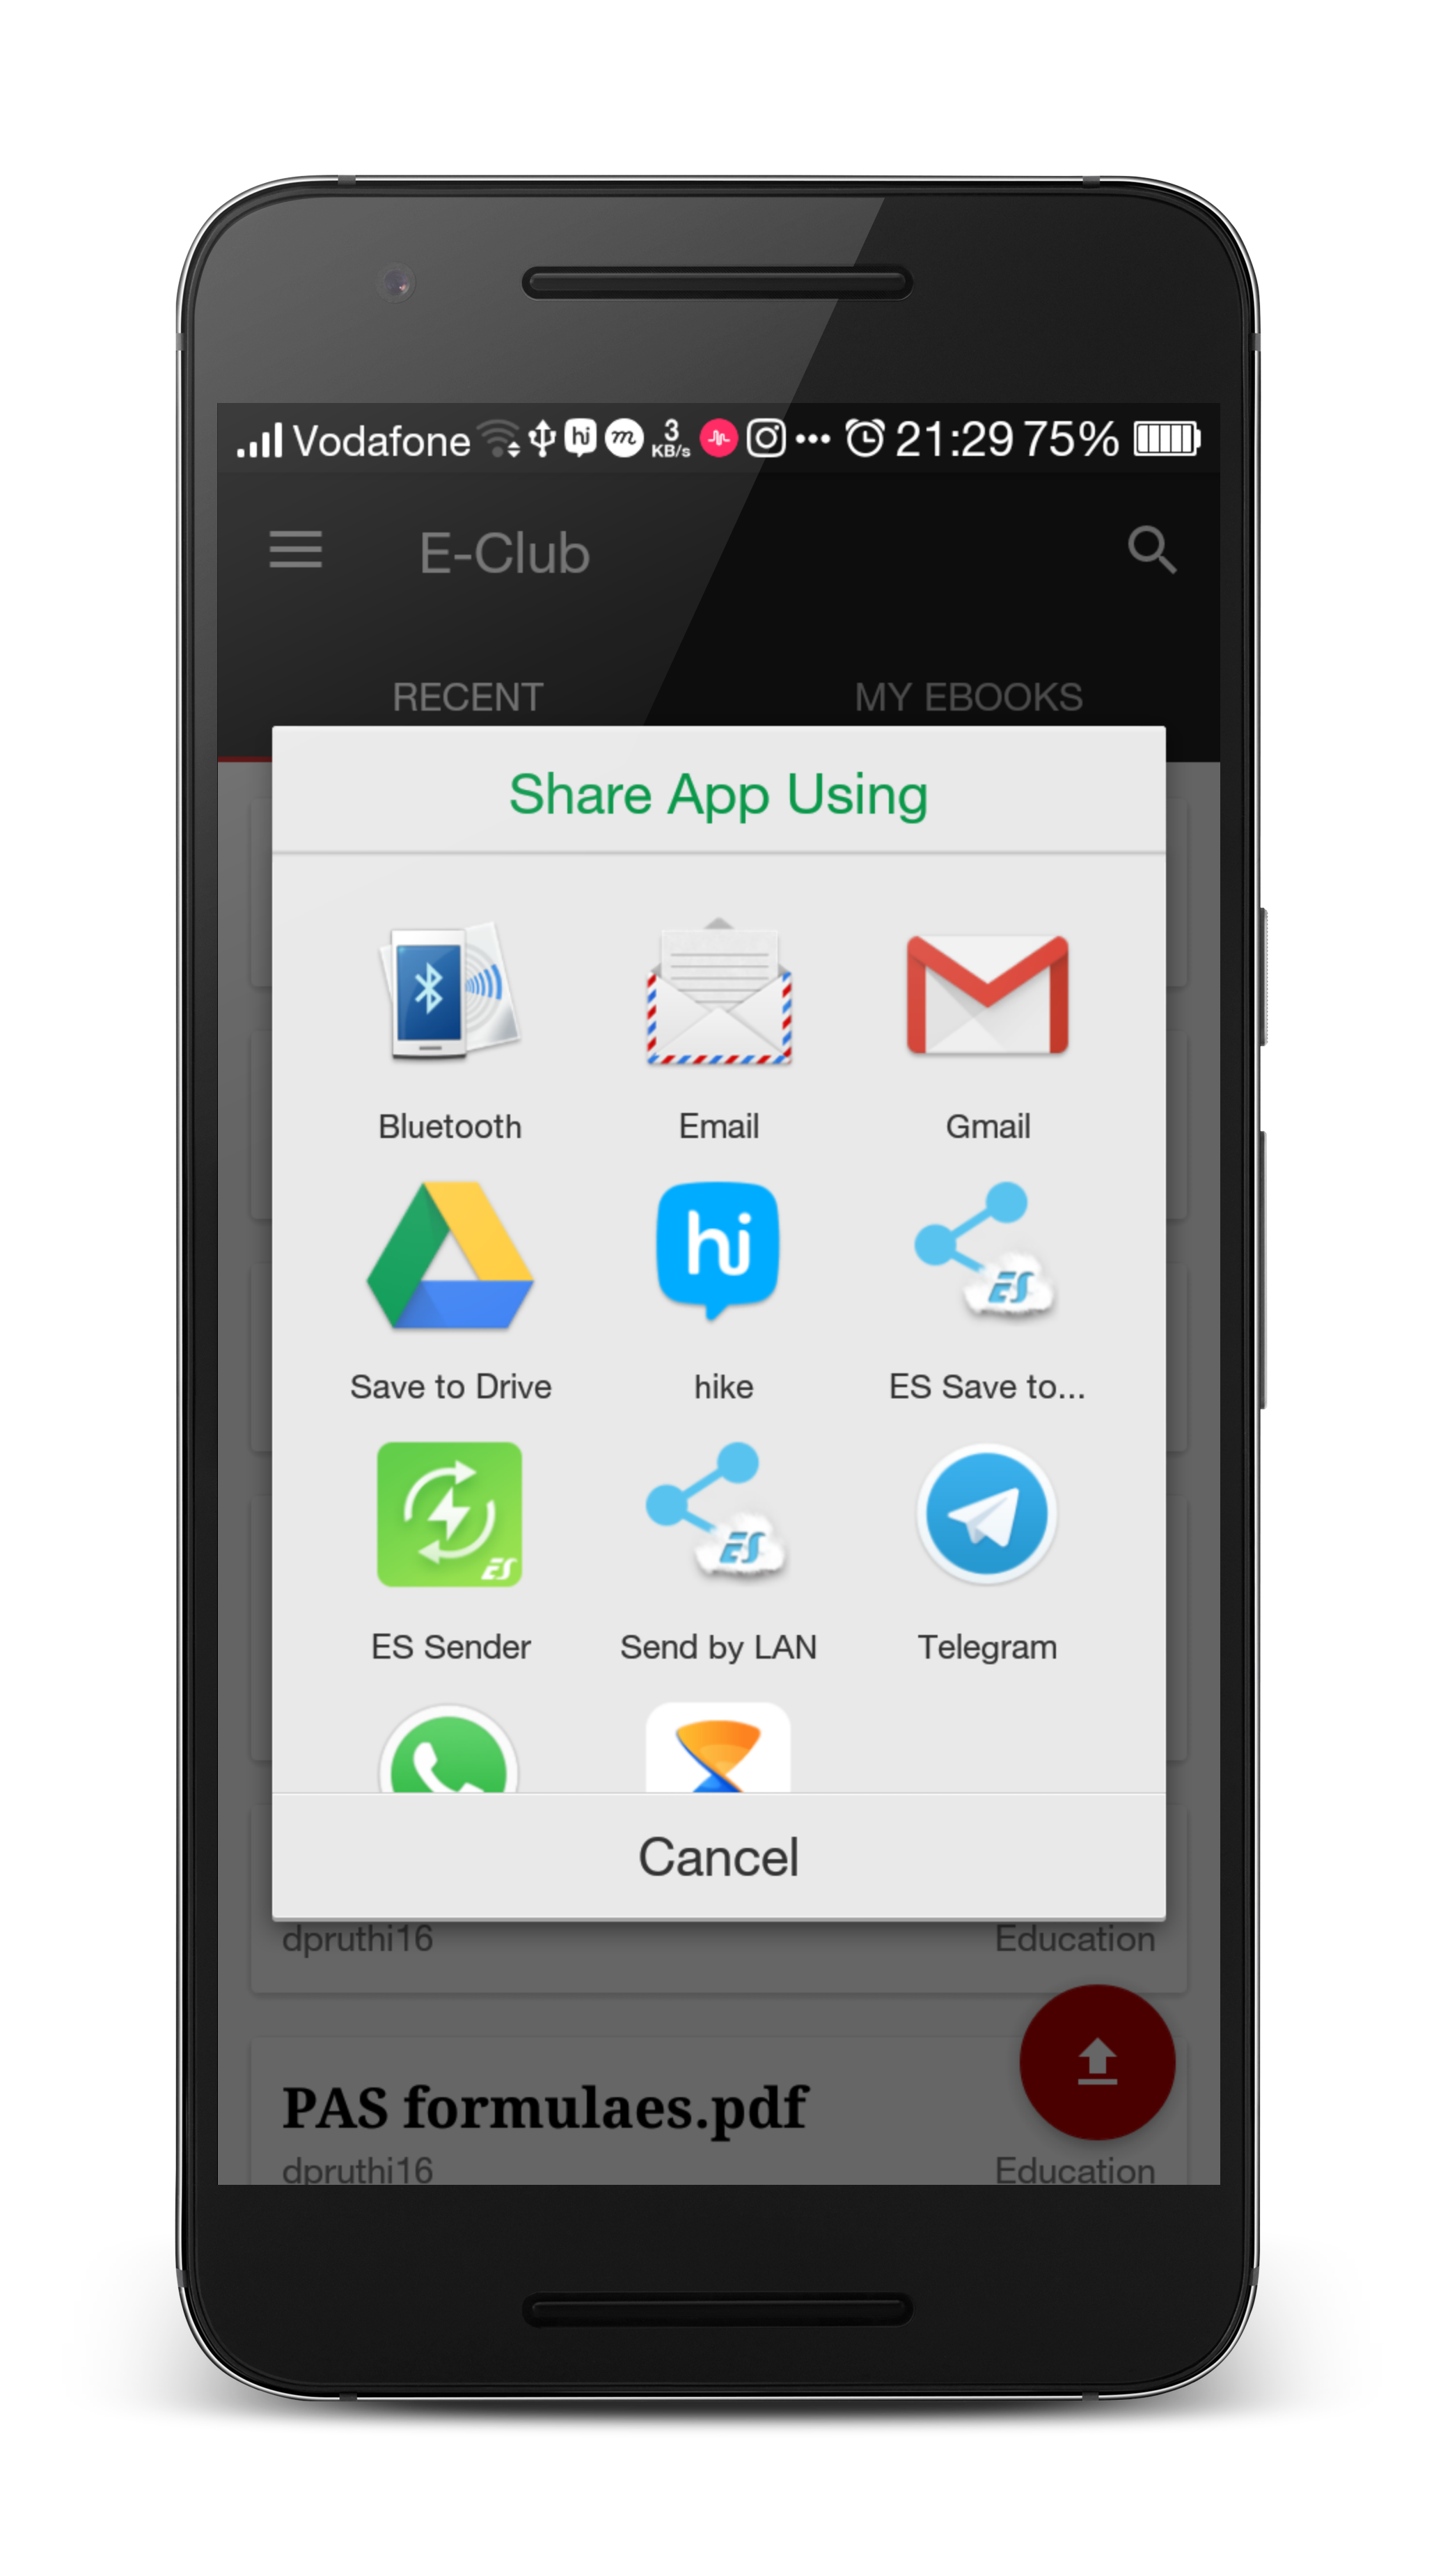 Vodafone hi m 3 KB/s 21:29 75%
E-Club
RECENT MY EBOOKS
Share App Using
Bluetooth Email Gmail
hi ES
Save to Drive hike ES Save to...
ES ES
ES Sender Send by LAN Telegram
Cancel
dpruthi16 Education
PAS formulaes.pdf
dpruthi16 Education